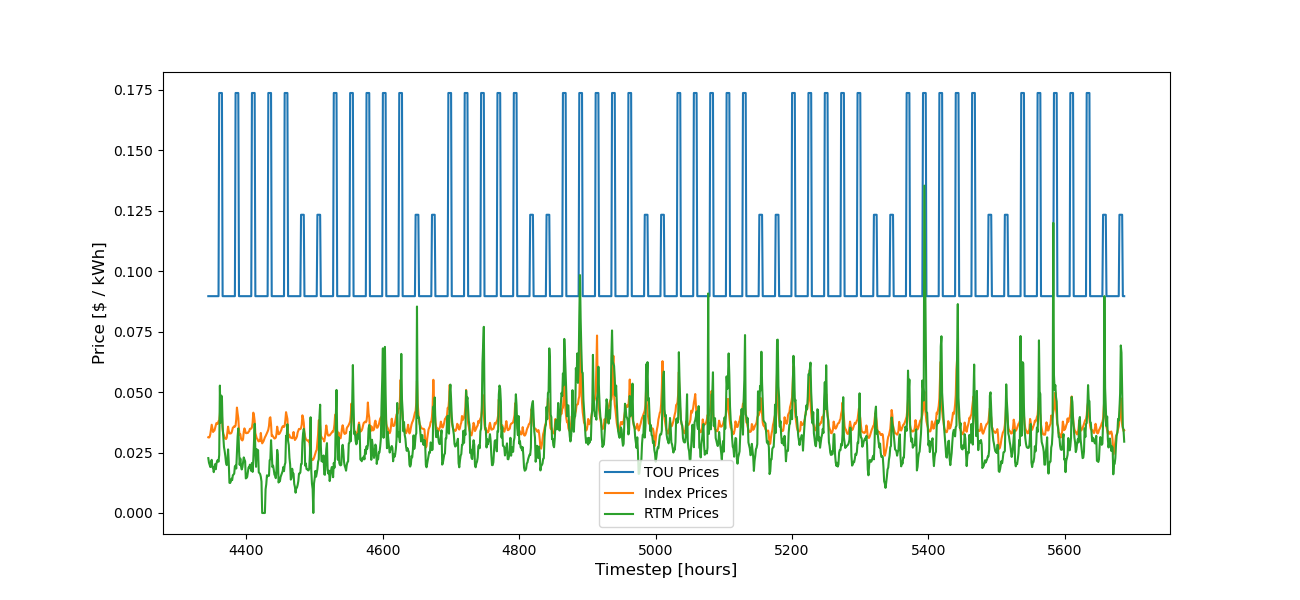 0.175
0.150
0.125
0.100
0.075
0.050
0.025
0.000
Price [$ / kWh]
4400 4600 4800 5000 5200 5400 5600
Timestep [hours]
TOU Prices
Index Prices
RTM Prices